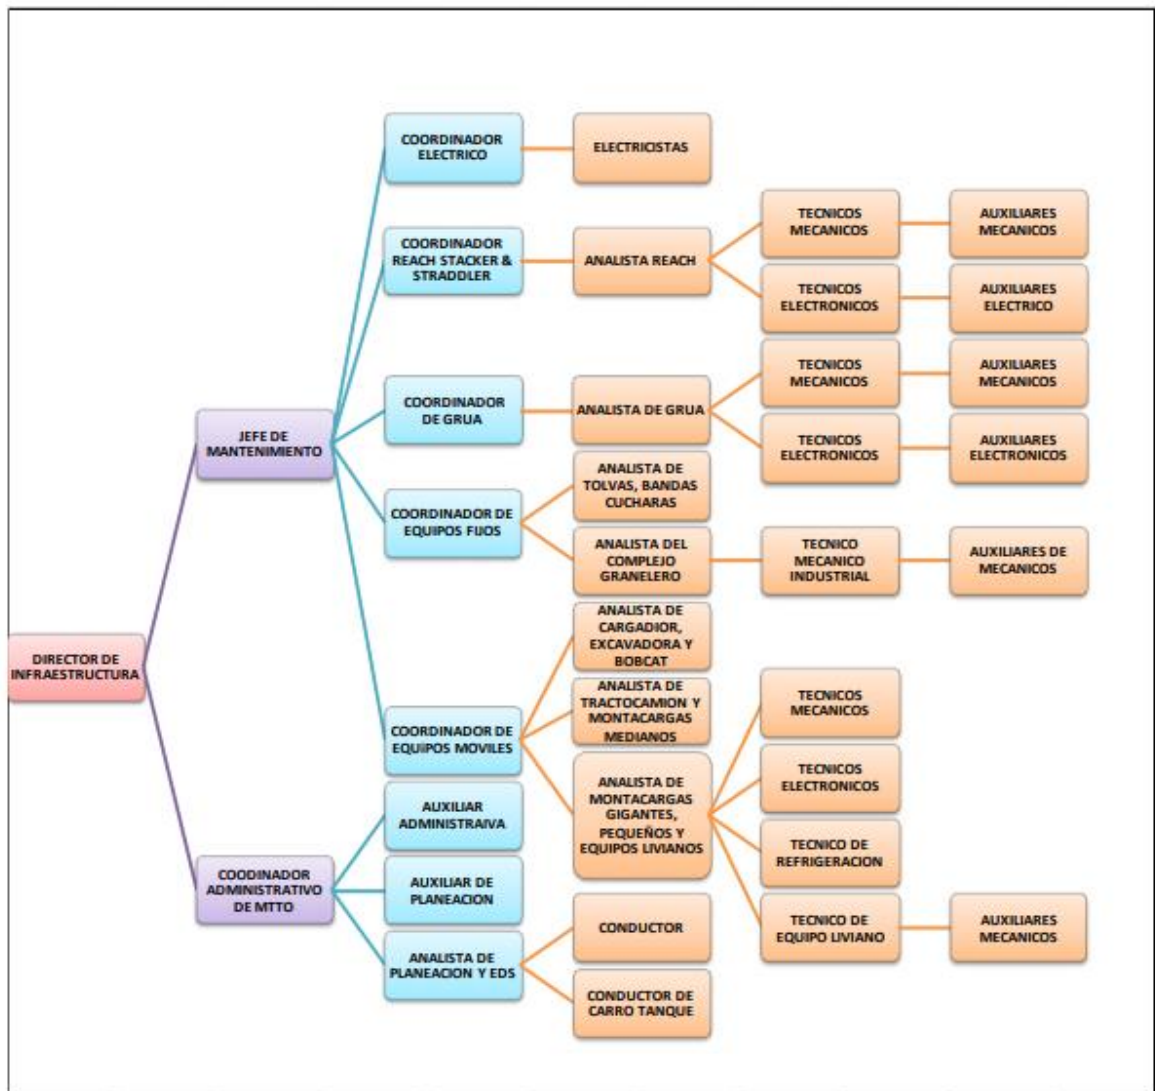 COORDINADOR
ELECTRICO
ELECTRICISTAS
COORDINADOR
REACH STACKER &
STRADDLER
ANALISTA REACH
TECNICOS
MECANICOS
AUXILIARES
MECANICOS
TECNICOS
ELECTRONICOS
AUXILIARES
ELECTRICO
COORDINADOR
DE GRUA
ANALISTA DE GRUA
TECNICOS
MECANICOS
AUXILIARES
MECANICOS
TECNICOS
ELECTRONICOS
AUXILIARES
ELECTRONICOS
JEFE DE
MANTENIMIENTO
COORDINADOR DE
EQUIPOS FIJOS
ANALISTA DE
TOLVAS, BANDAS
CUCHARAS
ANALISTA DEL
COMPLEJO
GRANELERO
TECNICO
MECANICO
INDUSTRIAL
AUXILIARES DE
MECANICOS
DIRECTOR DE
INFRAESTRUCTURA
COORDINADOR DE
EQUIPOS MOVILES
ANALISTA DE
CARGADIOR,
EXCAVADORA Y
BOBCAT
ANALISTA DE
TRACTOCAMION Y
MONTACARGAS
MEDIANOS
ANALISTA DE
MONTACARGAS
GIGANTES,
PEQUEÑOS Y
EQUIPOS LIVIANOS
TECNICOS
MECANICOS
TECNICOS
ELECTRONICOS
TECNICO DE
REFRIGERACION
TECNICO DE
EQUIPO LIVIANO
AUXILIARES
MECANICOS
COODINADOR
ADMINISTRATIVO
DE MTTO
AUXILIAR
ADMINISTRAIVA
AUXILIAR DE
PLANEACION
ANALISTA DE
PLANEACION Y EDS
CONDUCTOR
CONDUCTOR DE
CARRO TANQUE